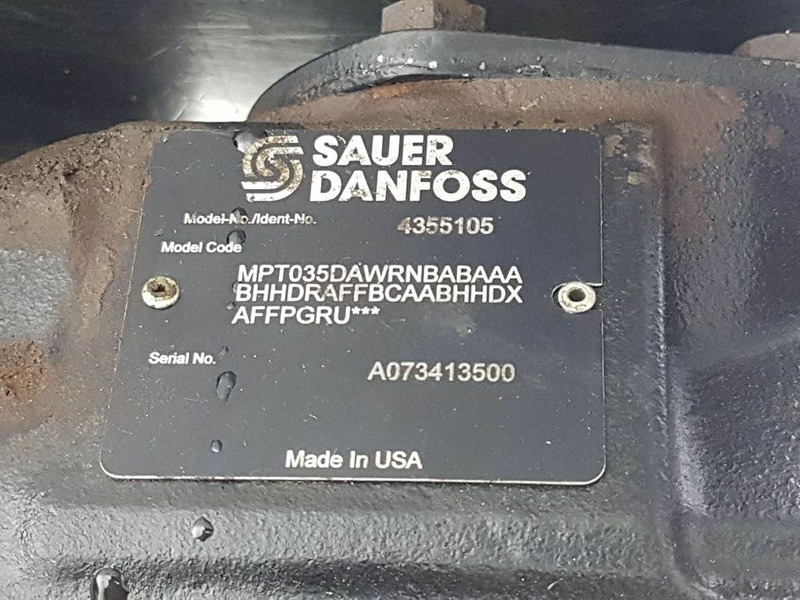 SAUER
DANFOSS
Model-No./Ident-No. 4355105
Model Code
MPT035DAWRNBABAAA
BHHDRAFFBCAABHHDX
AFFPGRU***
Serial No. A073413500
Made In USA